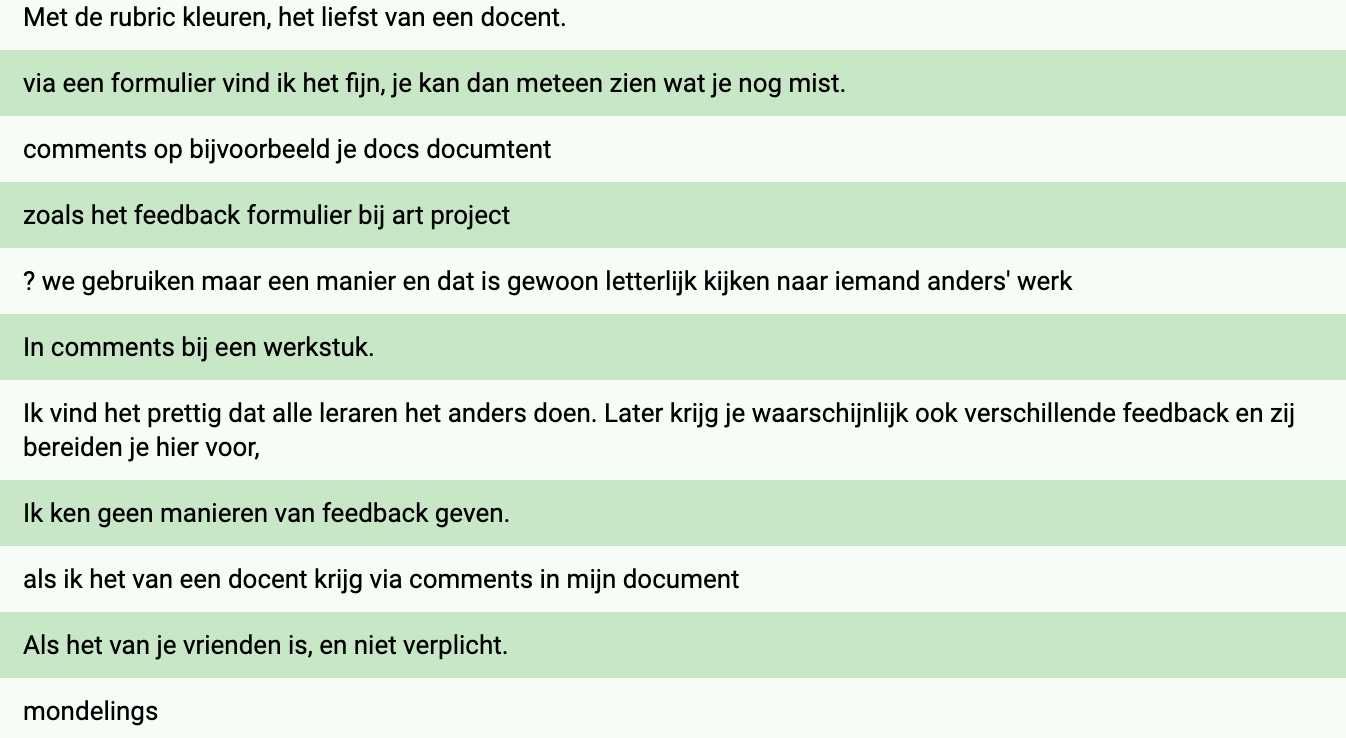 Met de rubric kleuren, het liefst van een docent.
via een formulier vind ik het fijn, je kan dan meteen zien wat je nog mist.
comments op bijvoorbeeld je docs documtent
zoals het feedback formulier bij art project
? we gebruiken maar een manier en dat is gewoon letterlijk kijken naar iemand anders' werk
In comments bij een werkstuk.
Ik vind het prettig dat alle leraren het anders doen. Later krijg je waarschijnlijk ook verschillende feedback en zij
bereiden je hier voor,
Ik ken geen manieren van feedback geven.
als ik het van een docent krijg via comments in mijn document
Als het van je vrienden is, en niet verplicht.
mondelings